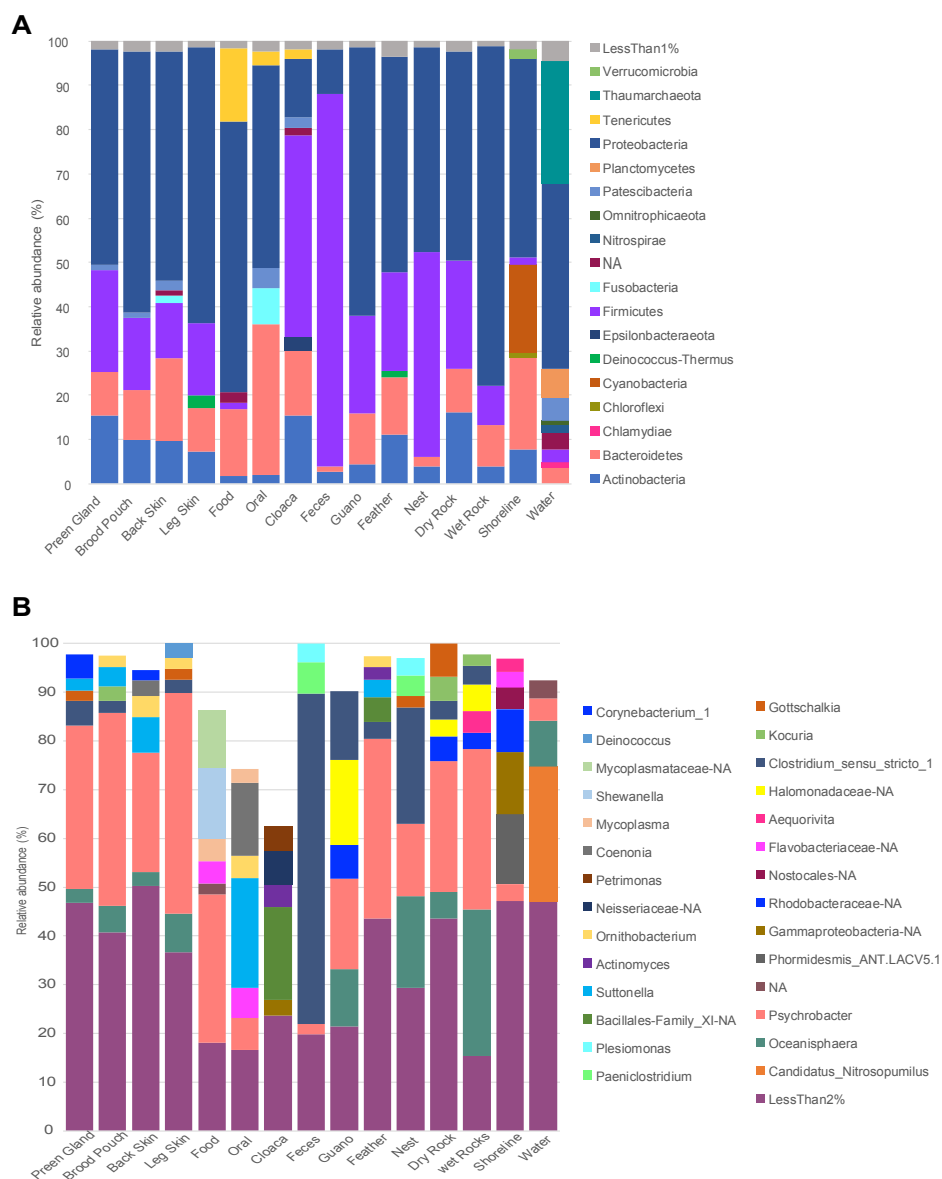 A
Relative abundance (%)
100
90
80
70
60
50
40
30
20
10
0
Preen Gland
Brood Pouch
Back Skin
Leg Skin
Food
Oral
Cloaca
Feces
Guano
Feather
Nest
Dry Rock
Wet Rock
Shoreline
Water
LessThan1%
Verrucomicrobia
Thaumarchaeota
Tenericutes
Proteobacteria
Planctomycetes
Patescibacteria
Omnitrophicaeota
Nitrospirae
NA
Fusobacteria
Firmicutes
Epsilonbacteraeota
Deinococcus-Thermus
Cyanobacteria
Chloroflexi
Chlamydiae
Bacteroidetes
Actinobacteria
B
Relative abundance (%)
100
90
80
70
60
50
40
30
20
10
0
Preen Gland
Brood Pouch
Back Skin
Leg Skin
Food
Oral
Cloaca
Feces
Guano
Feather
Nest
Dry Rock
wet Rocks
Shoreline
Water
Corynebacterium_1
Deinococcus
Mycoplasmataceae-NA
Shewanella
Mycoplasma
Coenonia
Petrimonas
Neisseriaceae-NA
Ornithobacterium
Actinomyces
Suttonella
Bacillales-Family_XI-NA
Plesiomonas
Paeniclostridium
Gottschalkia
Kocuria
Clostridium_sensu_stricto_1
Halomonadaceae-NA
Aequorivita
Flavobacteriaceae-NA
Nostocales-NA
Rhodobacteraceae-NA
Gammaproteobacteria-NA
Phormidesmis_ANT.LACV5.1
NA
Psychrobacter
Oceanisphaera
Candidatus_Nitrosopumilus
LessThan2%